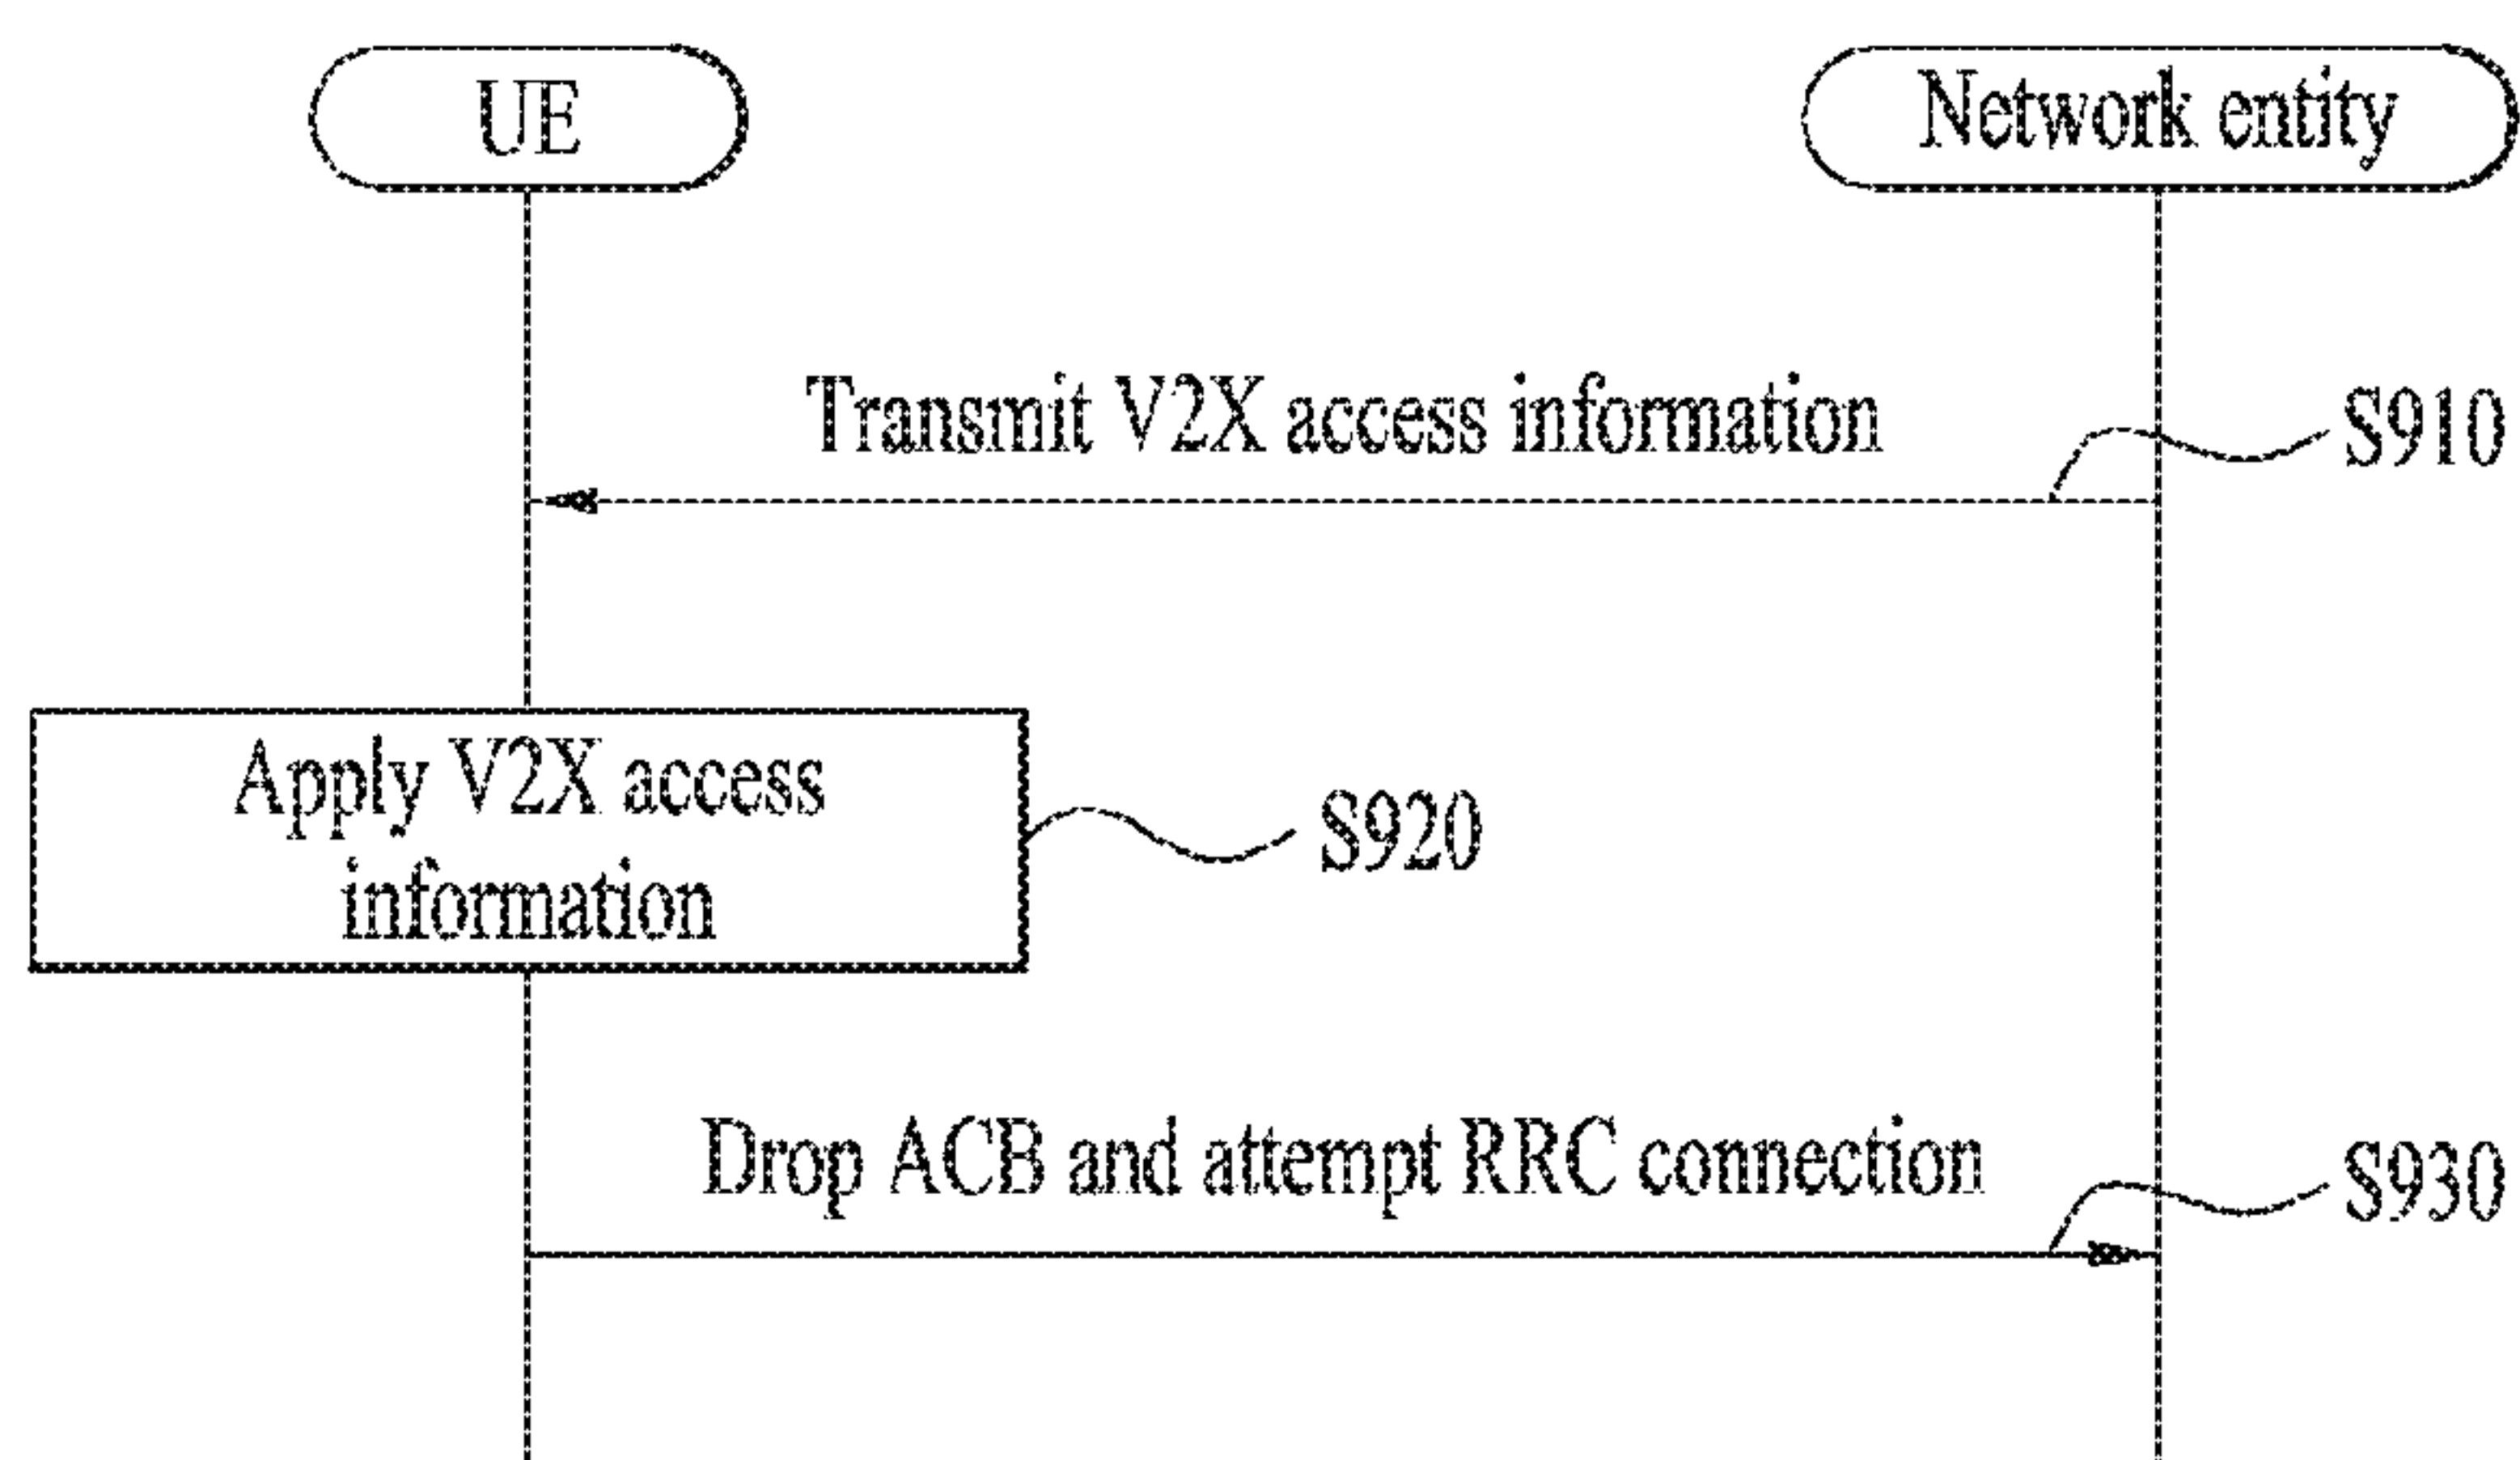 UE
Network entity
Transmit V2X access information
S910
Apply V2X access
information
S920
Drop ACB and attempt RRC connection
S930